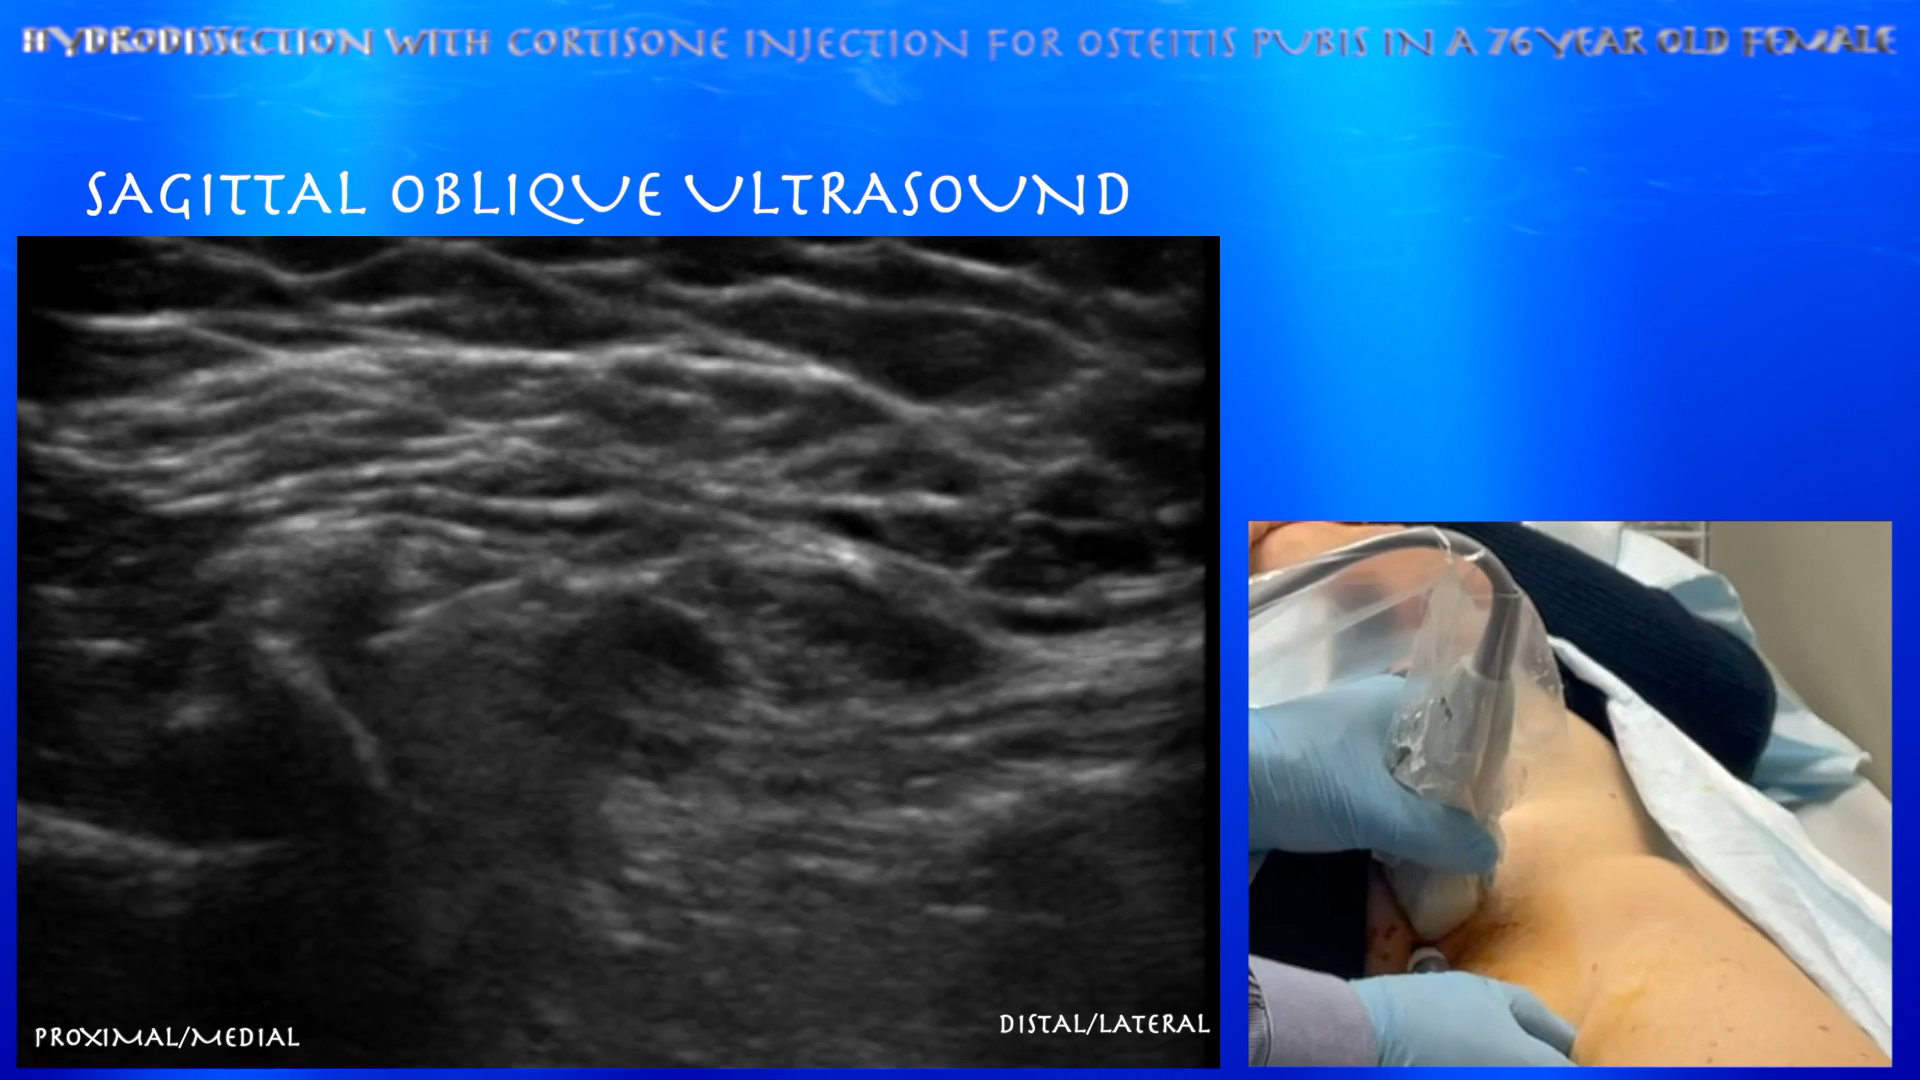 HYDRODISSECTION WITH CORTISONE INJECTION FOR OSTEITIS PUBIS IN A 76 YEAR OLD FEMALE
SAGITTAL OBLIQUE ULTRASOUND
PROXIMAL/MEDIAL
DISTAL/LATERAL